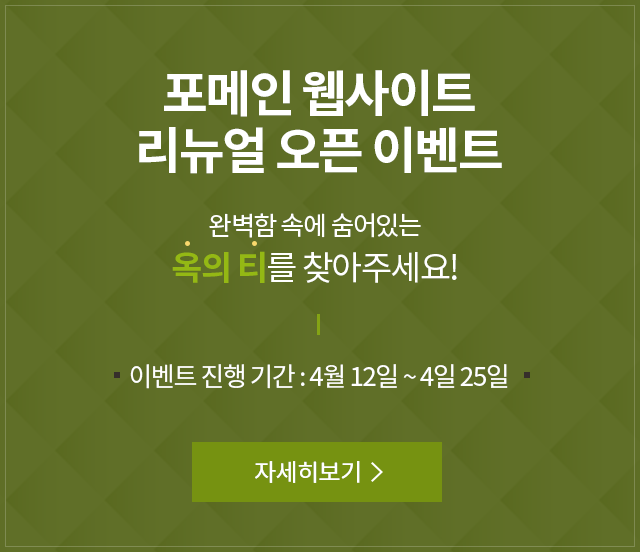 포메인 웹사이트
리뉴얼 오픈 이벤트
완벽함 속에 숨어있는
옥의 티를 찾아주세요!
이벤트 진행 기간 : 4월 12일 ~ 4일 25일
자세히보기 >